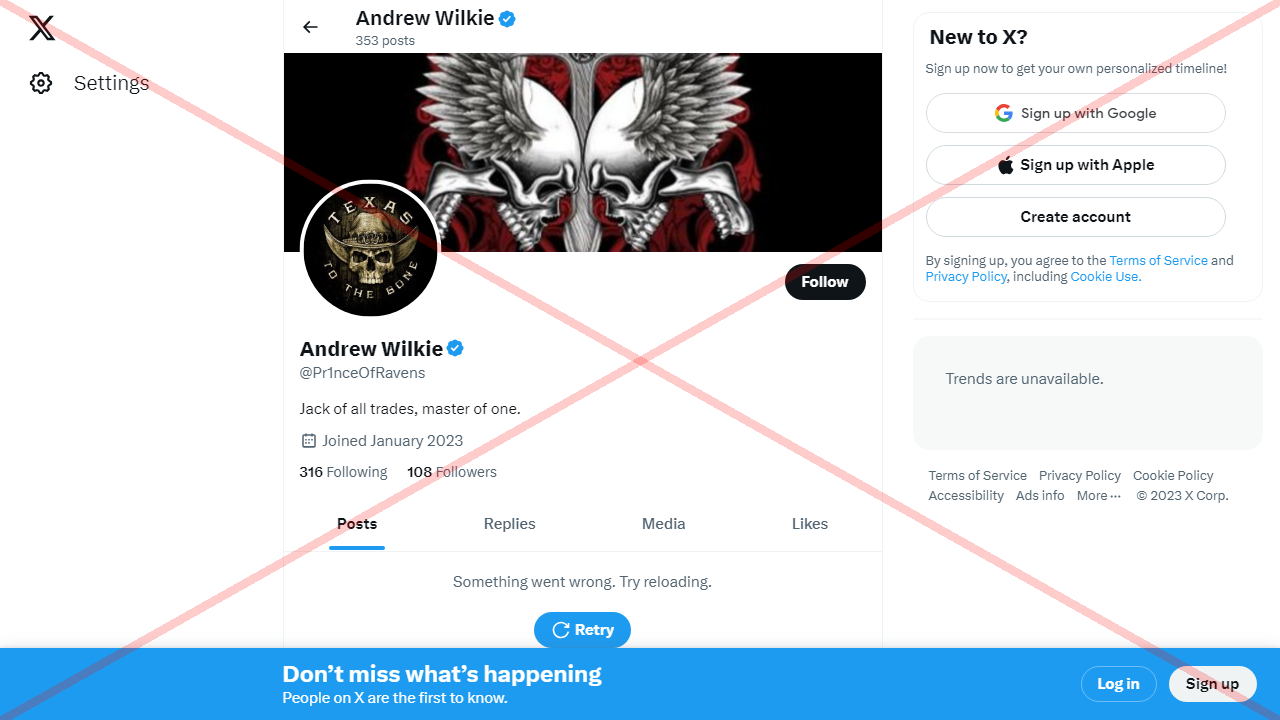 Settings
Andrew Wilkie
353 posts
TEXAS
TO THE BONE
Follow
Andrew Wilkie
@Pr1nceOfRavens
Jack of all trades, master of one.
Joined January 2023
316 Following 108 Followers
Posts Replies Media Likes
Something went wrong. Try reloading.
Retry
New to X?
Sign up now to get your own personalized timeline!
Sign up with Google
Sign up with Apple
Create account
By signing up, you agree to the Terms of Service and
Privacy Policy, including Cookie Use.
Trends are unavailable.
Terms of Service Privacy Policy Cookie Policy
Accessibility Ads info More ··· © 2023 X Corp.
Don’t miss what’s happening
People on X are the first to know.
Log in Sign up